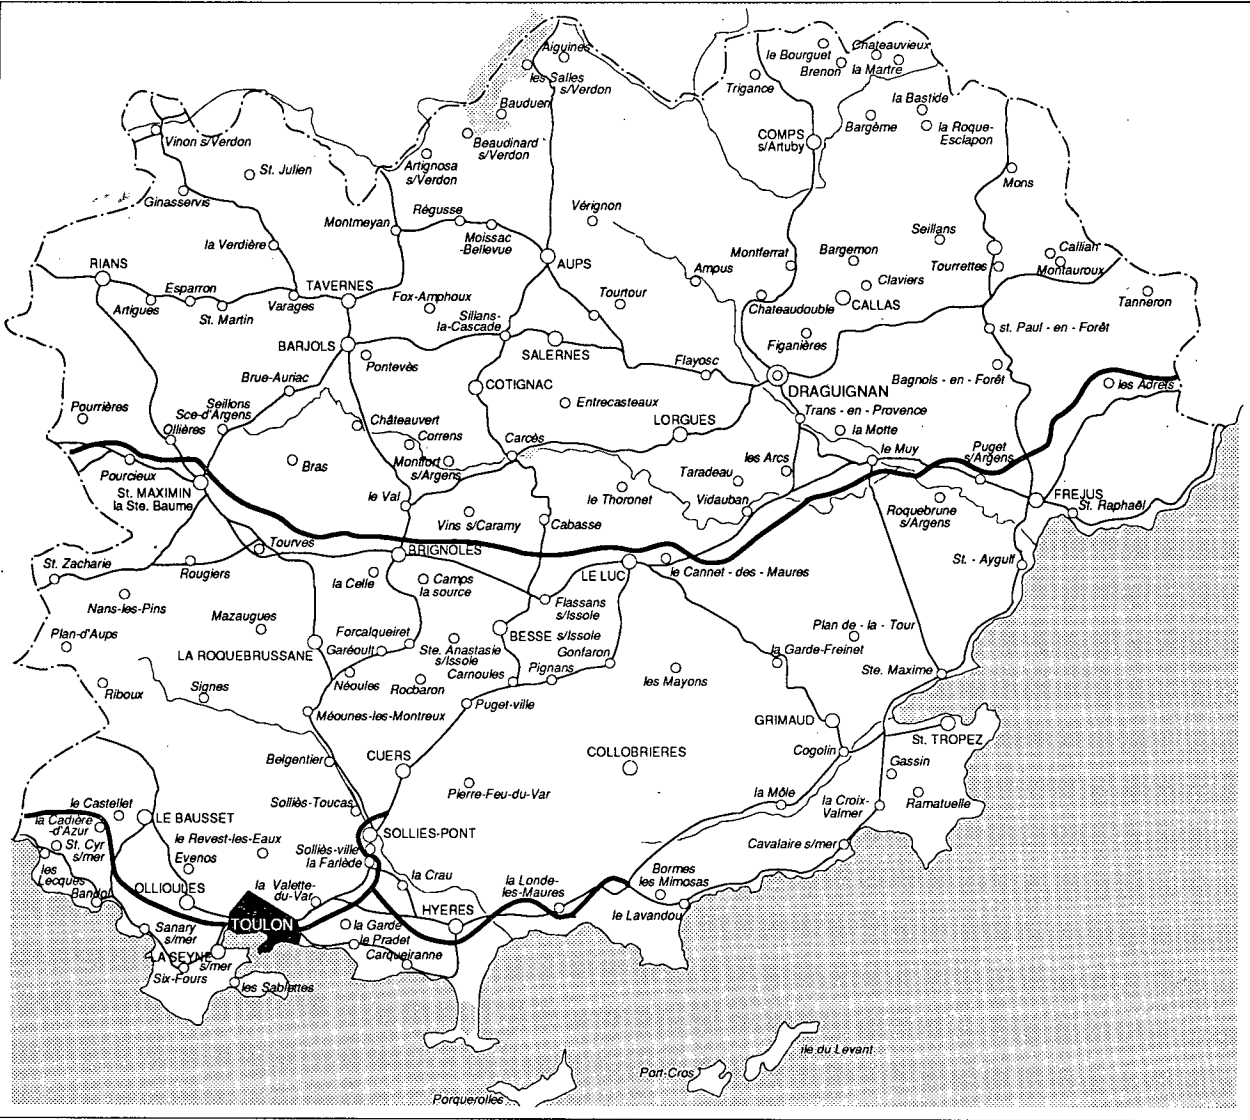 Aiguines
les Salles
s/Verdon
Bauduen
Beaudinard
s/Verdon
Artignosa
s/Verdon
Vinon s/Verdon
St. Julien
Ginasservis
la Verdière
Montmeyan
Régusse
Moissac
-Bellevue
Vérignon
AUPS
le Bourguet
Brenon
Chateauvieux
la Martre
Trigance
la Bastide
Bargème
la Roque-
Esclapon
COMPS
s/Artuby
Mons
Seillans
Callian
Montauroux
Tourrettes
Tanneron
Montferrat
Bargemon
Claviers
CALLAS
Chateaudouble
Ampus
Tourtour
Figanières
st. Paul - en - Forêt
RIANS
Artigues
Esparron
St. Martin
Varages
TAVERNES
Fox-Amphoux
Sillans-
la-Cascade
SALERNES
BARJOLS
Pontevès
COTIGNAC
Entrecasteaux
Flayosc
DRAGUIGNAN
Bagnols - en - Forêt
les Adrets
Brue-Auriac
Seillons
Sce-d'Argens
Ollières
Pourrières
Pourcieux
St. MAXIMIN
la Ste. Baume
Bras
Châteauvert
Correns
Montfort
s/Argens
Carcès
LORGUES
Trans - en - Provence
la Motte
le Muy
Puget
s/Argens
les Arcs
Taradeau
Vidauban
le Thoronet
le Val
Vins s/Caramy
Cabasse
Roquebrune
s/Argens
FREJUS
St. Raphaël
St. - Aygulf
St. Zacharie
Rougiers
Tourves
BRIGNOLES
la Celle
Camps
la source
LE LUC
le Cannet - des - Maures
Flassans
s/Issole
Nans-les-Pins
Plan-d'Aups
Mazaugues
LA ROQUEBRUSSANE
Forcalqueiret
Garéoult
Ste. Anastasie
s/Issole
BESSE s/Issole
Gonfaron
Pignans
Carnoules
Néoules
Rocbaron
les Mayons
Plan de - la - Tour
la Garde-Freinet
Ste. Maxime
Riboux
Signes
Méounes-les-Montreux
Puget-ville
GRIMAUD
St. TROPEZ
Cogolin
Gassin
Ramatuelle
Belgentier
CUERS
COLLOBRIERES
Pierre-Feu-du-Var
la Môle
la Croix-
Valmer
Cavalaire s/mer
le Castellet
la Cadière
-d'Azur
St. Cyr
s/mer
les
Lecques
Bandol
LE BAUSSET
le Revest-les-Eaux
Evenos
OLLIOULES
Solliès-Toucas
SOLLIES-PONT
Solliès-ville
la Farlède
la Valette-
du-Var
la Crau
TOULON
la Garde
le Pradet
Carqueiranne
HYERES
la Londe-
les-Maures
Bormes
les Mimosas
le Lavandou
Sanary
s/mer
LA SEYNE
s/mer
Six-Fours
les Sablettes
ile du Levant
Port-Cros
Porquerolles